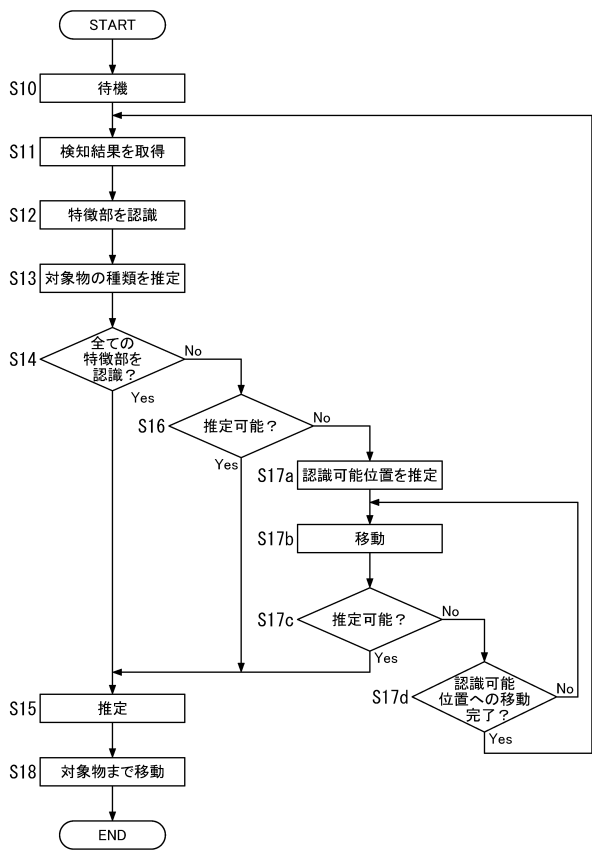 START
S10 待機
S11 検知結果を取得
S12 特徴部を認識
S13 対象物の種類を推定
S14
全ての
特徴部を
認識？
No
Yes
S16 推定可能？
No
Yes
S17a 認識可能位置を推定
S17b 移動
S17c 推定可能？
No
Yes
S17d
認識可能
位置への移動
完了？
No
Yes
S15 推定
S18 対象物まで移動
END